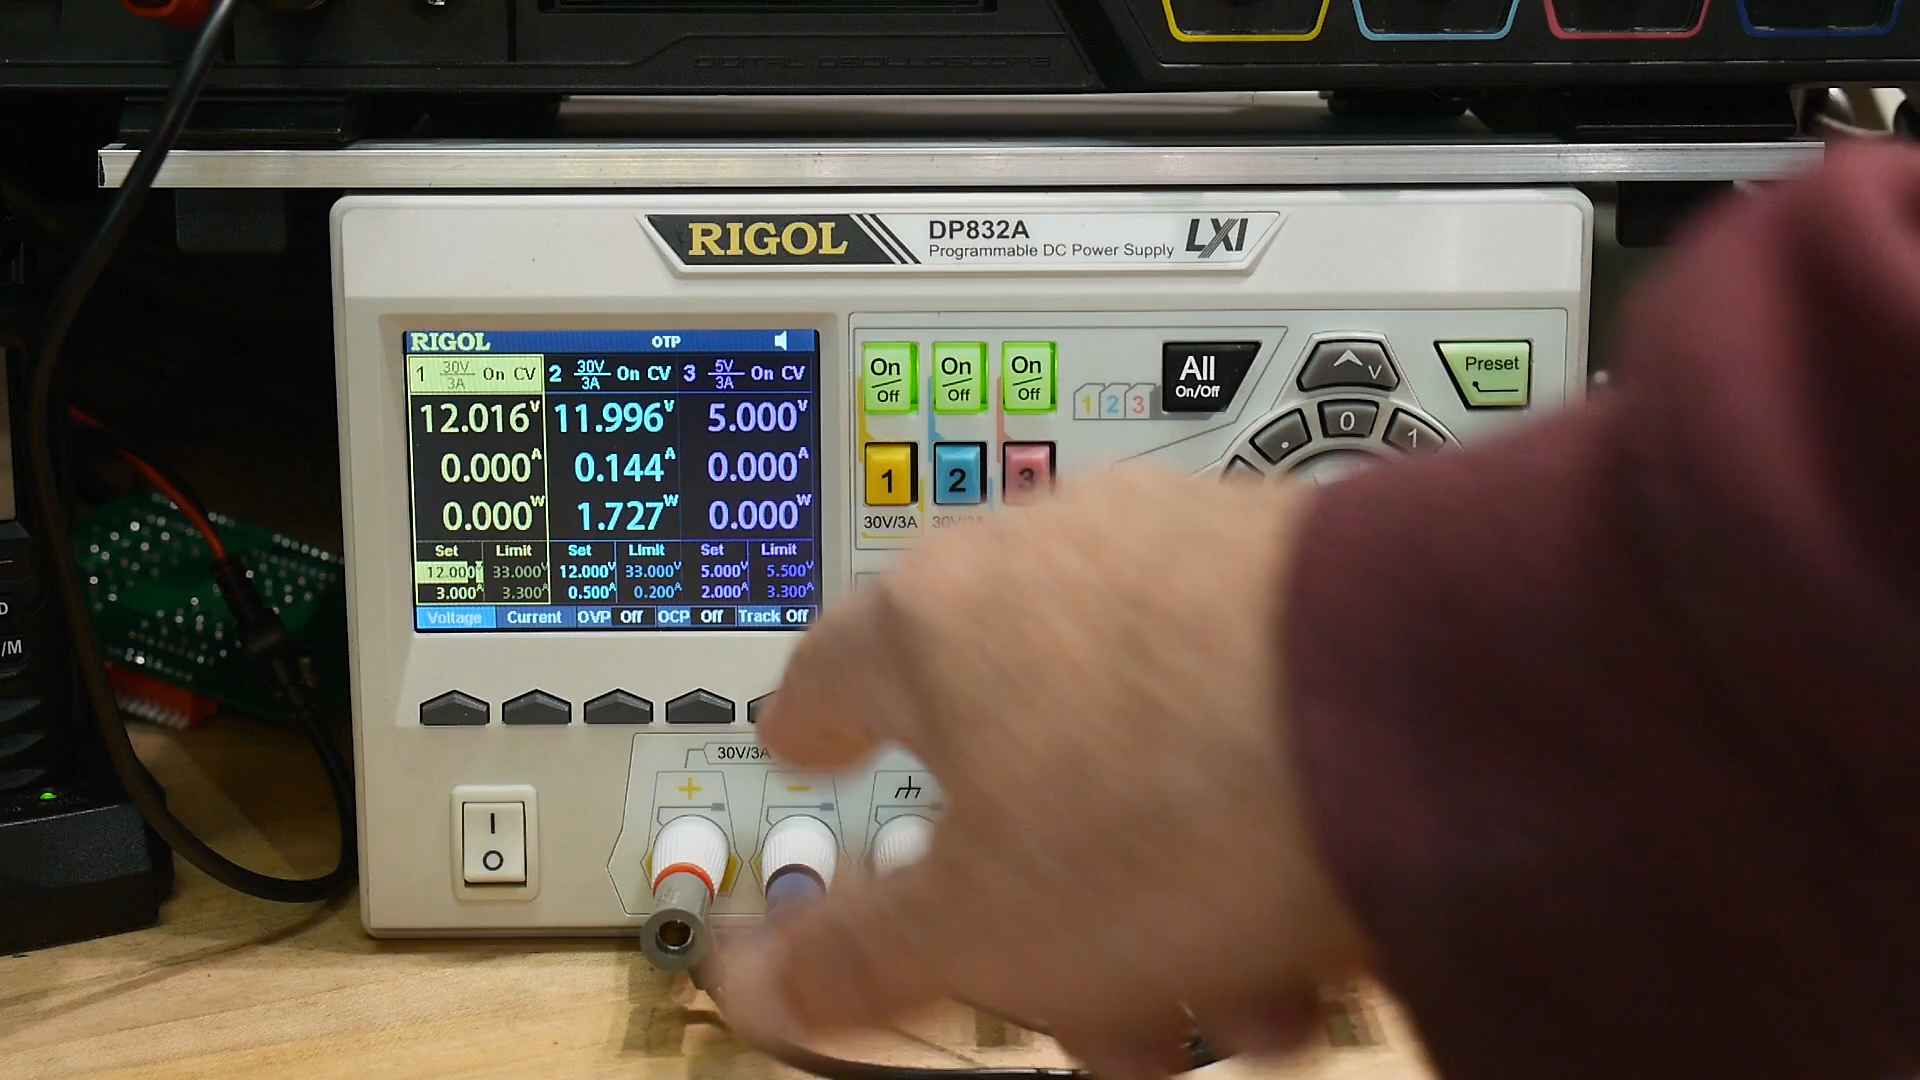 DIGITAL OSCILLOSCOPE
RIGOL
DP832A
Programmable DC Power Supply
LXI
RIGOL OTP
1 30V/3A On CV 2 30V/3A On CV 3 5V/3A On CV
12.016V 11.996V 5.000V
0.000A 0.144A 0.000A
0.000W 1.727W 0.000W
Set Limit Set Limit Set Limit
12.000V 33.000V 12.000V 33.000V 5.000V 5.500V
3.000A 3.300A 0.500A 0.200A 2.000A 3.300A
Voltage Current OVP Off OCP Off Track Off
On/Off On/Off On/Off
1 2 3
All
On/Off
V
Preset
. 0 1
1 2 3
30V/3A 30V/3A
D
/M
30V/3A
+ -
I
O